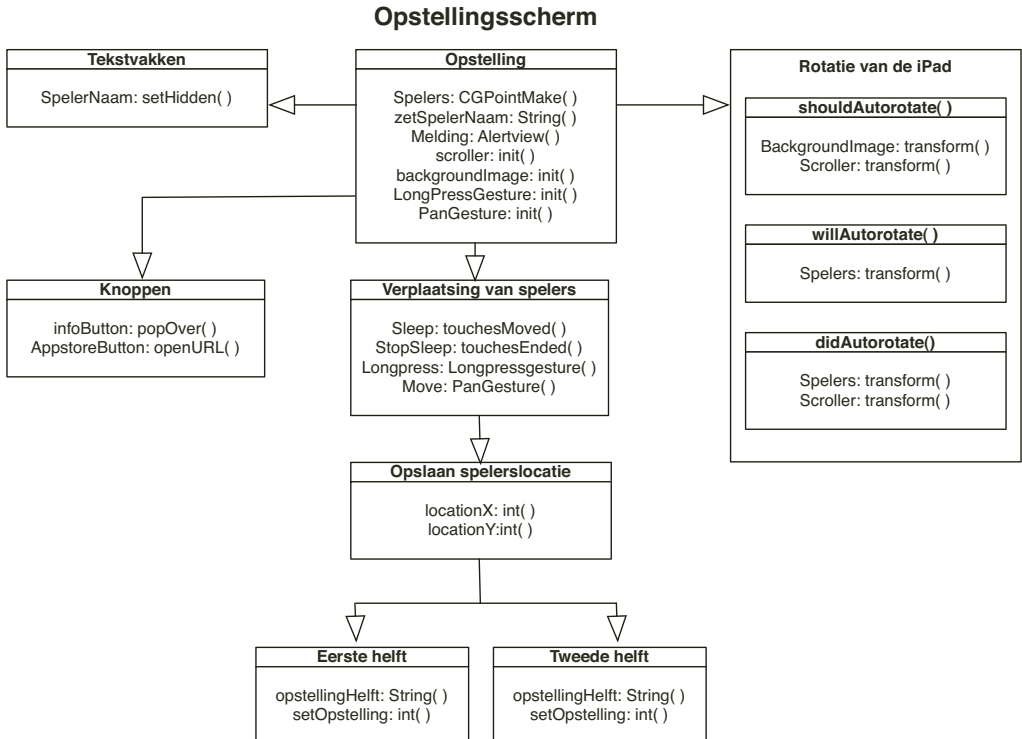 Opstellingsscherm
Tekstvakken
SpelerNaam: setHidden( )
Opstelling
Spelers: CGPointMake( )
zetSpelerNaam: String( )
Melding: Alertview( )
scroller: init( )
backgroundImage: init( )
LongPressGesture: init( )
PanGesture: init( )
Rotatie van de iPad
shouldAutorotate( )
BackgroundImage: transform( )
Scroller: transform( )
willAutorotate( )
Spelers: transform( )
didAutorotate()
Spelers: transform( )
Scroller: transform( )
Knoppen
infoButton: popOver( )
AppstoreButton: openURL( )
Verplaatsing van spelers
Sleep: touchesMoved( )
StopSleep: touchesEnded( )
Longpress: Longpressgesture( )
Move: PanGesture( )
Opslaan spelerslocatie
locationX: int( )
locationY:int( )
Eerste helft
opstellingHelft: String( )
setOpstelling: int( )
Tweede helft
opstellingHelft: String( )
setOpstelling: int( )